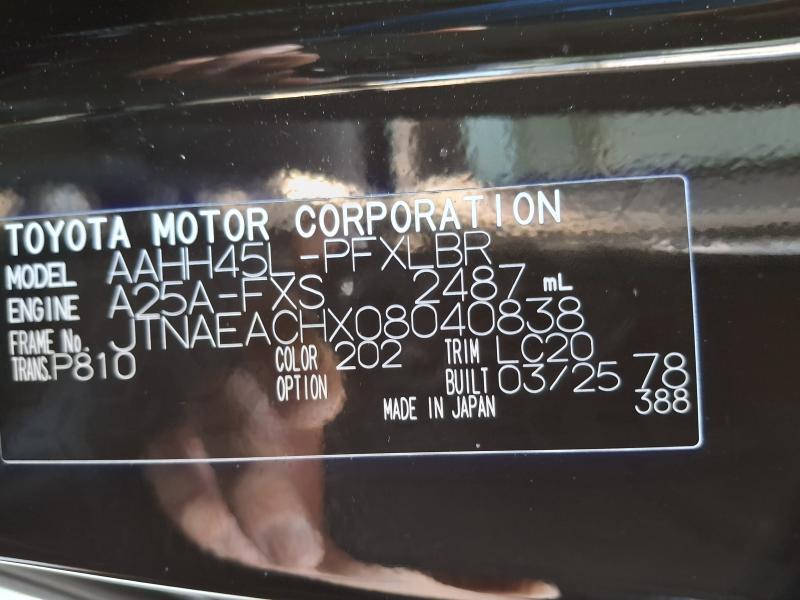 TOYOTA MOTOR CORPORATION
MODEL AAHH45L-PFXLBR
ENGINE A25A-FXS 2487 mL
FRAME No. JTNAEACHX08040838
TRANS. P810 COLOR 202 TRIM LC20
OPTION BUILT 03/25 78
MADE IN JAPAN 388